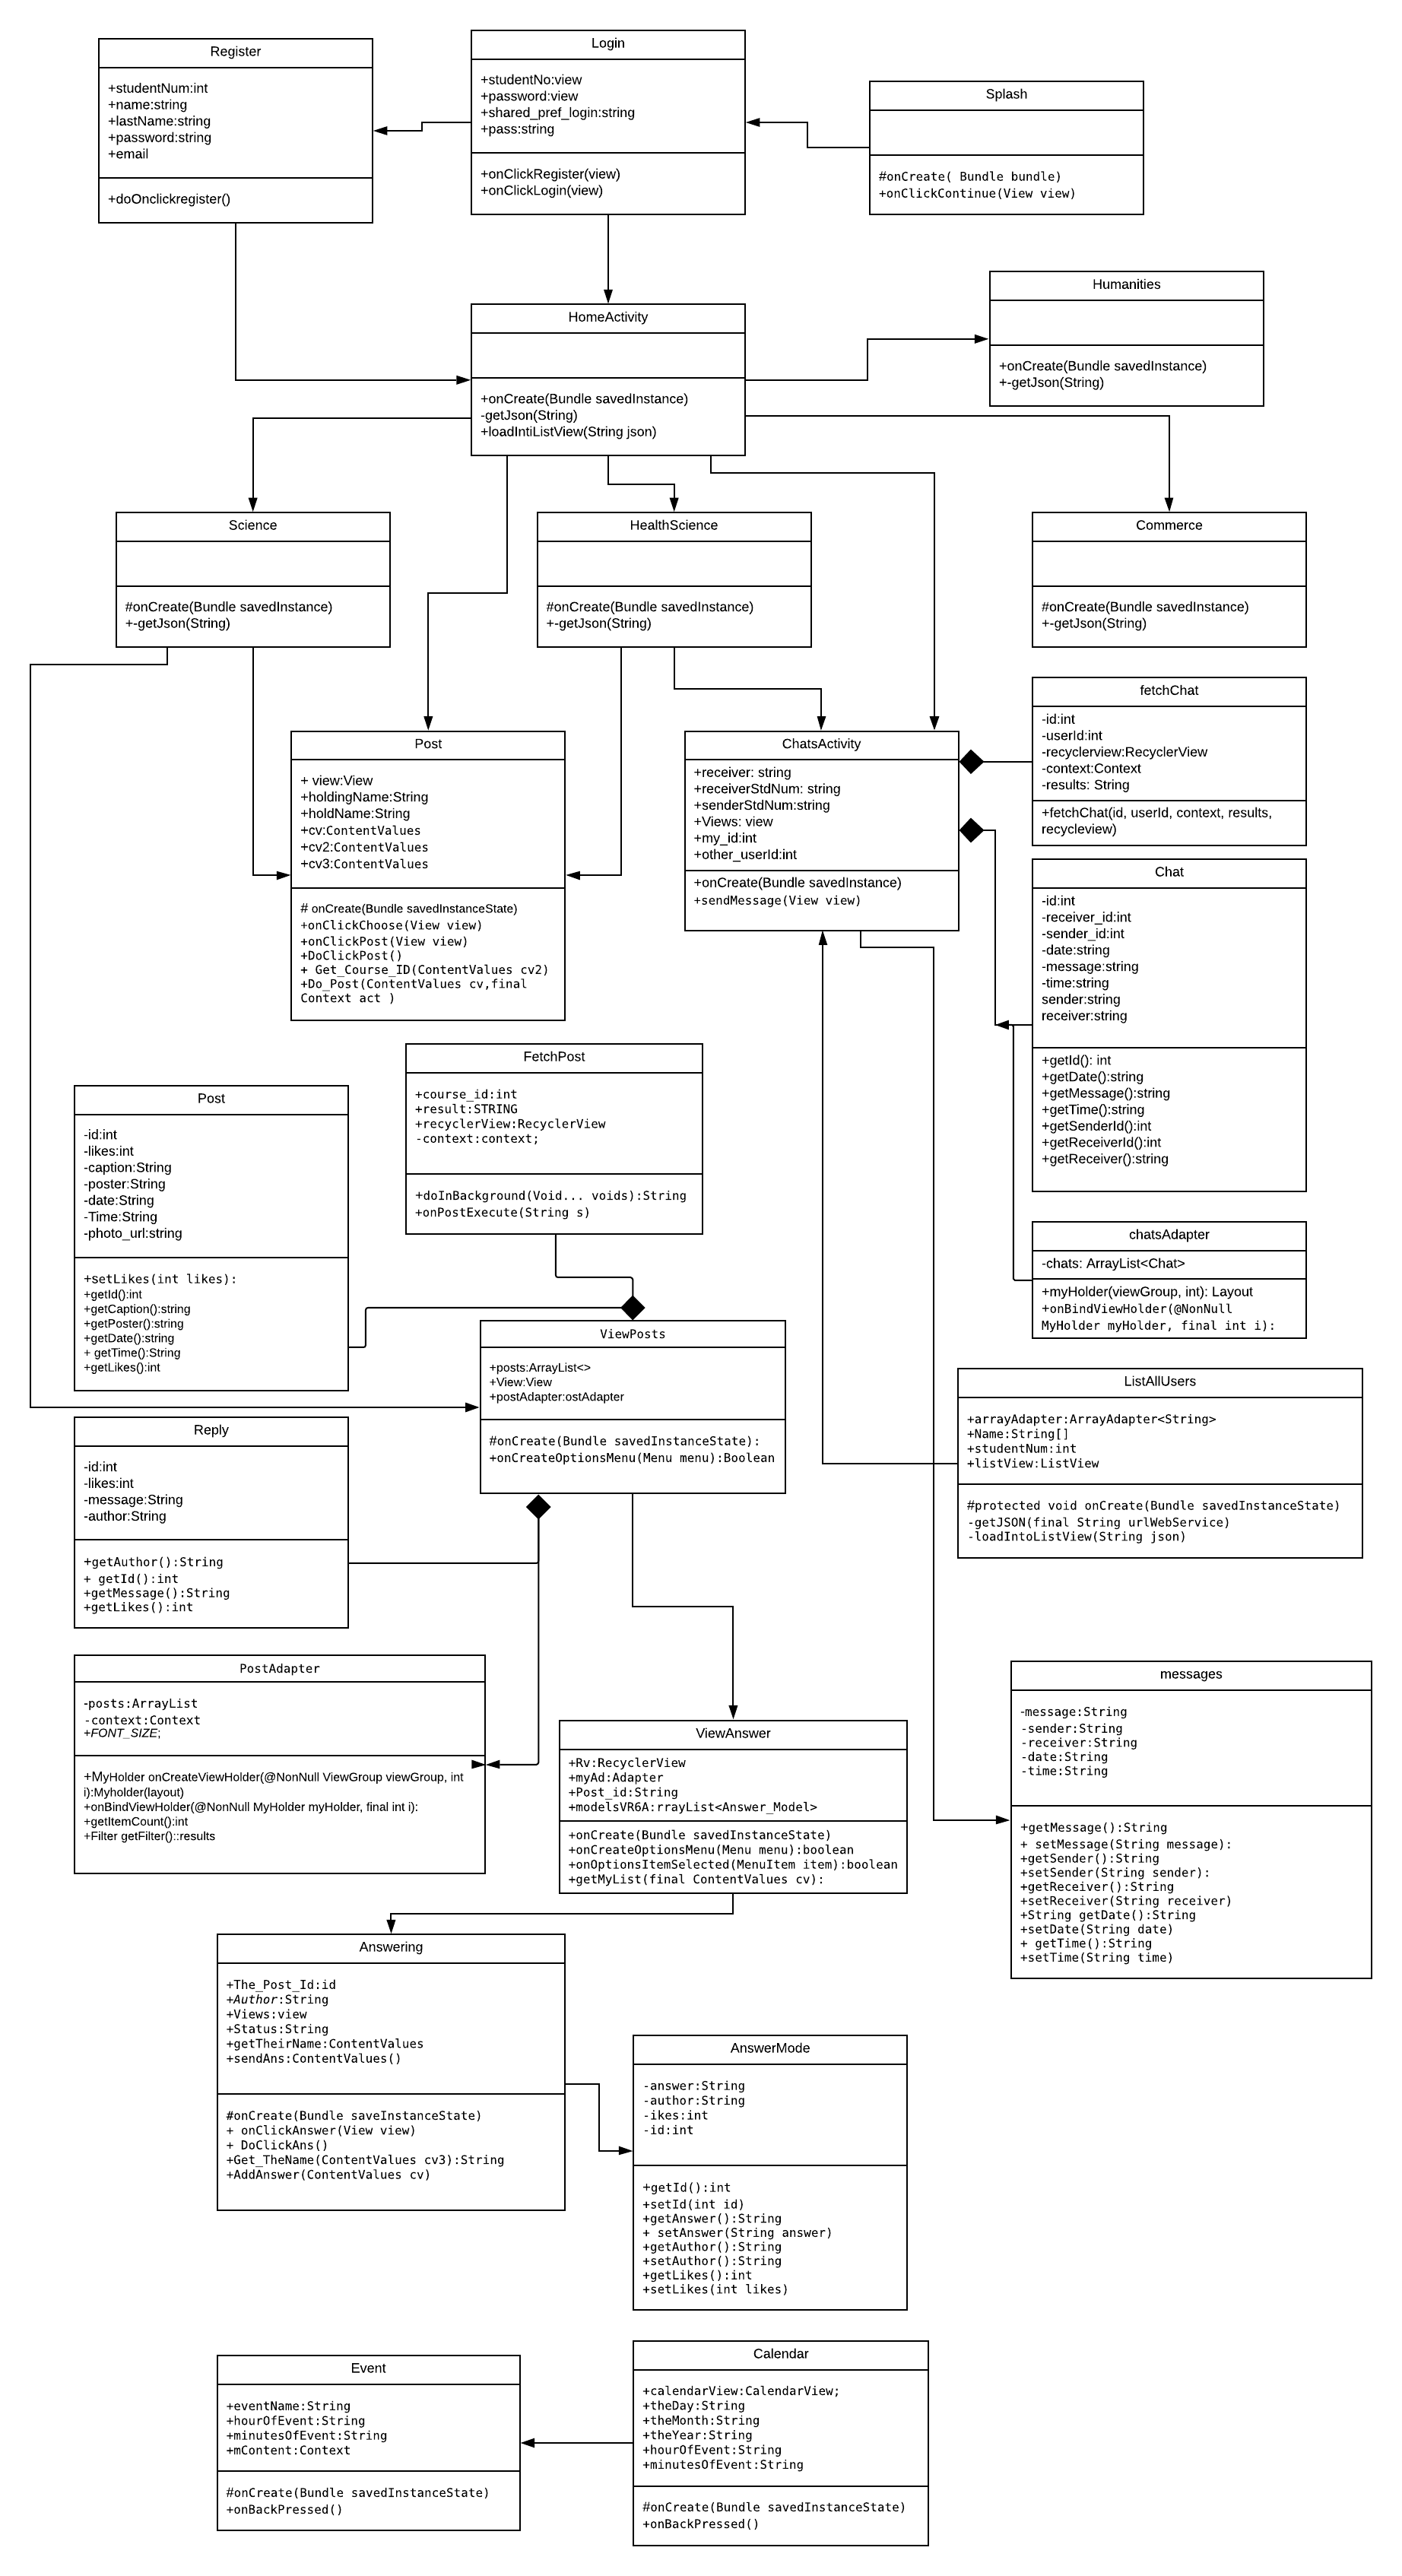 Register
+studentNum:int
+name:string
+lastName:string
+password:string
+email
+doOnclickregister()
Login
+studentNo:view
+password:view
+shared_pref_login:string
+pass:string
+onClickRegister(view)
+onClickLogin(view)
Splash
#onCreate( Bundle bundle)
+onClickContinue(View view)
Humanities
+onCreate(Bundle savedInstance)
+-getJson(String)
HomeActivity
+onCreate(Bundle savedInstance)
-getJson(String)
+loadIntiListView(String json)
Science
#onCreate(Bundle savedInstance)
+-getJson(String)
HealthScience
#onCreate(Bundle savedInstance)
+-getJson(String)
Commerce
#onCreate(Bundle savedInstance)
+-getJson(String)
Post
+ view:View
+holdingName:String
+holdName:String
+cv:ContentValues
+cv2:ContentValues
+cv3:ContentValues
# onCreate(Bundle savedInstanceState)
+onClickChoose(View view)
+onClickPost(View view)
+DoClickPost()
+ Get_Course_ID(ContentValues cv2)
+Do_Post(ContentValues cv,final
Context act )
ChatsActivity
+receiver: string
+receiverStdNum: string
+senderStdNum:string
+Views: view
+my_id:int
+other_userId:int
+onCreate(Bundle savedInstance)
+sendMessage(View view)
fetchChat
-id:int
-userId:int
-recyclerview:RecyclerView
-context:Context
-results: String
+fetchChat(id, userId, context, results,
recycleview)
Chat
-id:int
-receiver_id:int
-sender_id:int
-date:string
-message:string
-time:string
sender:string
receiver:string
+getId(): int
+getDate():string
+getMessage():string
+getTime():string
+getSenderId():int
+getReceiverId():int
+getReceiver():string
FetchPost
+course_id:int
+result:STRING
+recyclerView:RecyclerView
-context:context;
+doInBackground(Void... voids):String
+onPostExecute(String s)
Post
-id:int
-likes:int
-caption:String
-poster:String
-date:String
-Time:String
-photo_url:string
+setLikes(int likes):
+getId():int
+getCaption():string
+getPoster():string
+getDate():string
+ getTime():String
+getLikes():int
chatsAdapter
-chats: ArrayList<Chat>
+myHolder(viewGroup, int): Layout
+onBindViewHolder(@NonNull
MyHolder myHolder, final int i):
ViewPosts
+posts:ArrayList<>
+View:View
+postAdapter:ostAdapter
#onCreate(Bundle savedInstanceState):
+onCreateOptionsMenu(Menu menu):Boolean
ListAllUsers
+arrayAdapter:ArrayAdapter<String>
+Name:String[]
+studentNum:int
+listView:ListView
#protected void onCreate(Bundle savedInstanceState)
-getJSON(final String urlWebService)
-loadIntoListView(String json)
Reply
-id:int
-likes:int
-message:String
-author:String
+getAuthor():String
+ getId():int
+getMessage():String
+getLikes():int
PostAdapter
-posts:ArrayList
-context:Context
+FONT_SIZE;
+MyHolder onCreateViewHolder(@NonNull ViewGroup viewGroup, int
i):Myholder(layout)
+onBindViewHolder(@NonNull MyHolder myHolder, final int i):
+getItemCount():int
+Filter getFilter()::results
messages
-message:String
-sender:String
-receiver:String
-date:String
-time:String
+getMessage():String
+ setMessage(String message):
+getSender():String
+setSender(String sender):
+getReceiver():String
+setReceiver(String receiver)
+String getDate():String
+setDate(String date)
+ getTime():String
+setTime(String time)
ViewAnswer
+Rv:RecyclerView
+myAd:Adapter
+Post_id:String
+modelsVR6A:rrayList<Answer_Model>
+onCreate(Bundle savedInstanceState)
+onCreateOptionsMenu(Menu menu):boolean
+onOptionsItemSelected(MenuItem item):boolean
+getMyList(final ContentValues cv):
Answering
+The_Post_Id:id
+Author:String
+Views:view
+Status:String
+getTheirName:ContentValues
+sendAns:ContentValues()
#onCreate(Bundle saveInstanceState)
+ onClickAnswer(View view)
+ DoClickAns()
+Get_TheName(ContentValues cv3):String
+AddAnswer(ContentValues cv)
AnswerMode
-answer:String
-author:String
-ikes:int
-id:int
+getId():int
+setId(int id)
+getAnswer():String
+ setAnswer(String answer)
+getAuthor():String
+setAuthor():String
+getLikes():int
+setLikes(int likes)
Event
+eventName:String
+hourOfEvent:String
+minutesOfEvent:String
+mContent:Context
#onCreate(Bundle savedInstanceState)
+onBackPressed()
Calendar
+calendarView:CalendarView;
+theDay:String
+theMonth:String
+theYear:String
+hourOfEvent:String
+minutesOfEvent:String
#onCreate(Bundle savedInstanceState)
+onBackPressed()